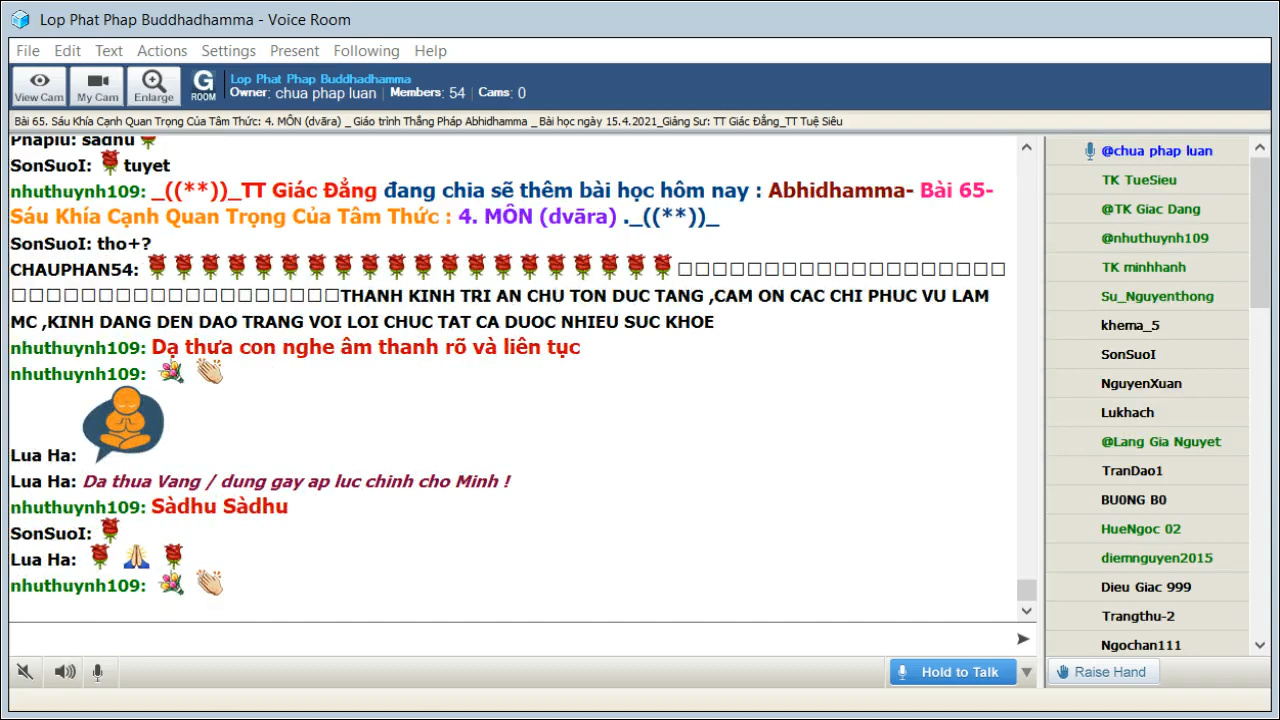 Lop Phat Phap Buddhadhamma - Voice Room
File Edit Text Actions Settings Present Following Help
View Cam My Cam Enlarge G ROOM
Lop Phat Phap Buddhadhamma
Owner: chua phap luan | Members: 54 | Cams: 0
Bài 65. Sáu Khía Cạnh Quan Trọng Của Tâm Thức: 4. MÔN (dvāra) _ Giáo trình Thắng Pháp Abhidhamma _ Bài học ngày 15.4.2021_Giảng Sư: TT Giác Đẳng_TT Tuệ Siêu
Phaplu: sadhu
SonSuoI: tuyet
nhuthuynh109: _((**))_TT Giác Đẳng đang chia sẽ thêm bài học hôm nay : Abhidhamma- Bài 65-
Sáu Khía Cạnh Quan Trọng Của Tâm Thức : 4. MÔN (dvāra) ._((**))_
SonSuoI: tho+?
CHAUPHAN54:
THANH KINH TRI AN CHU TON DUC TANG ,CAM ON CAC CHI PHUC VU LAM
MC ,KINH DANG DEN DAO TRANG VOI LOI CHUC TAT CA DUOC NHIEU SUC KHOE
nhuthuynh109: Dạ thưa con nghe âm thanh rõ và liên tục
nhuthuynh109:
Lua Ha:
Lua Ha: Da thua Vang / dung gay ap luc chinh cho Minh !
nhuthuynh109: Sàdhu Sàdhu
SonSuoI:
Lua Ha:
nhuthuynh109:
Hold to Talk
@chua phap luan
TK TueSieu
@TK Giac Dang
@nhuthuynh109
TK minhhanh
Su_Nguyenthong
khema_5
SonSuoI
NguyenXuan
Lukhach
@Lang Gia Nguyet
TranDao1
BU0NG B0
HueNgoc 02
diemnguyen2015
Dieu Giac 999
Trangthu-2
Ngochan111
Raise Hand